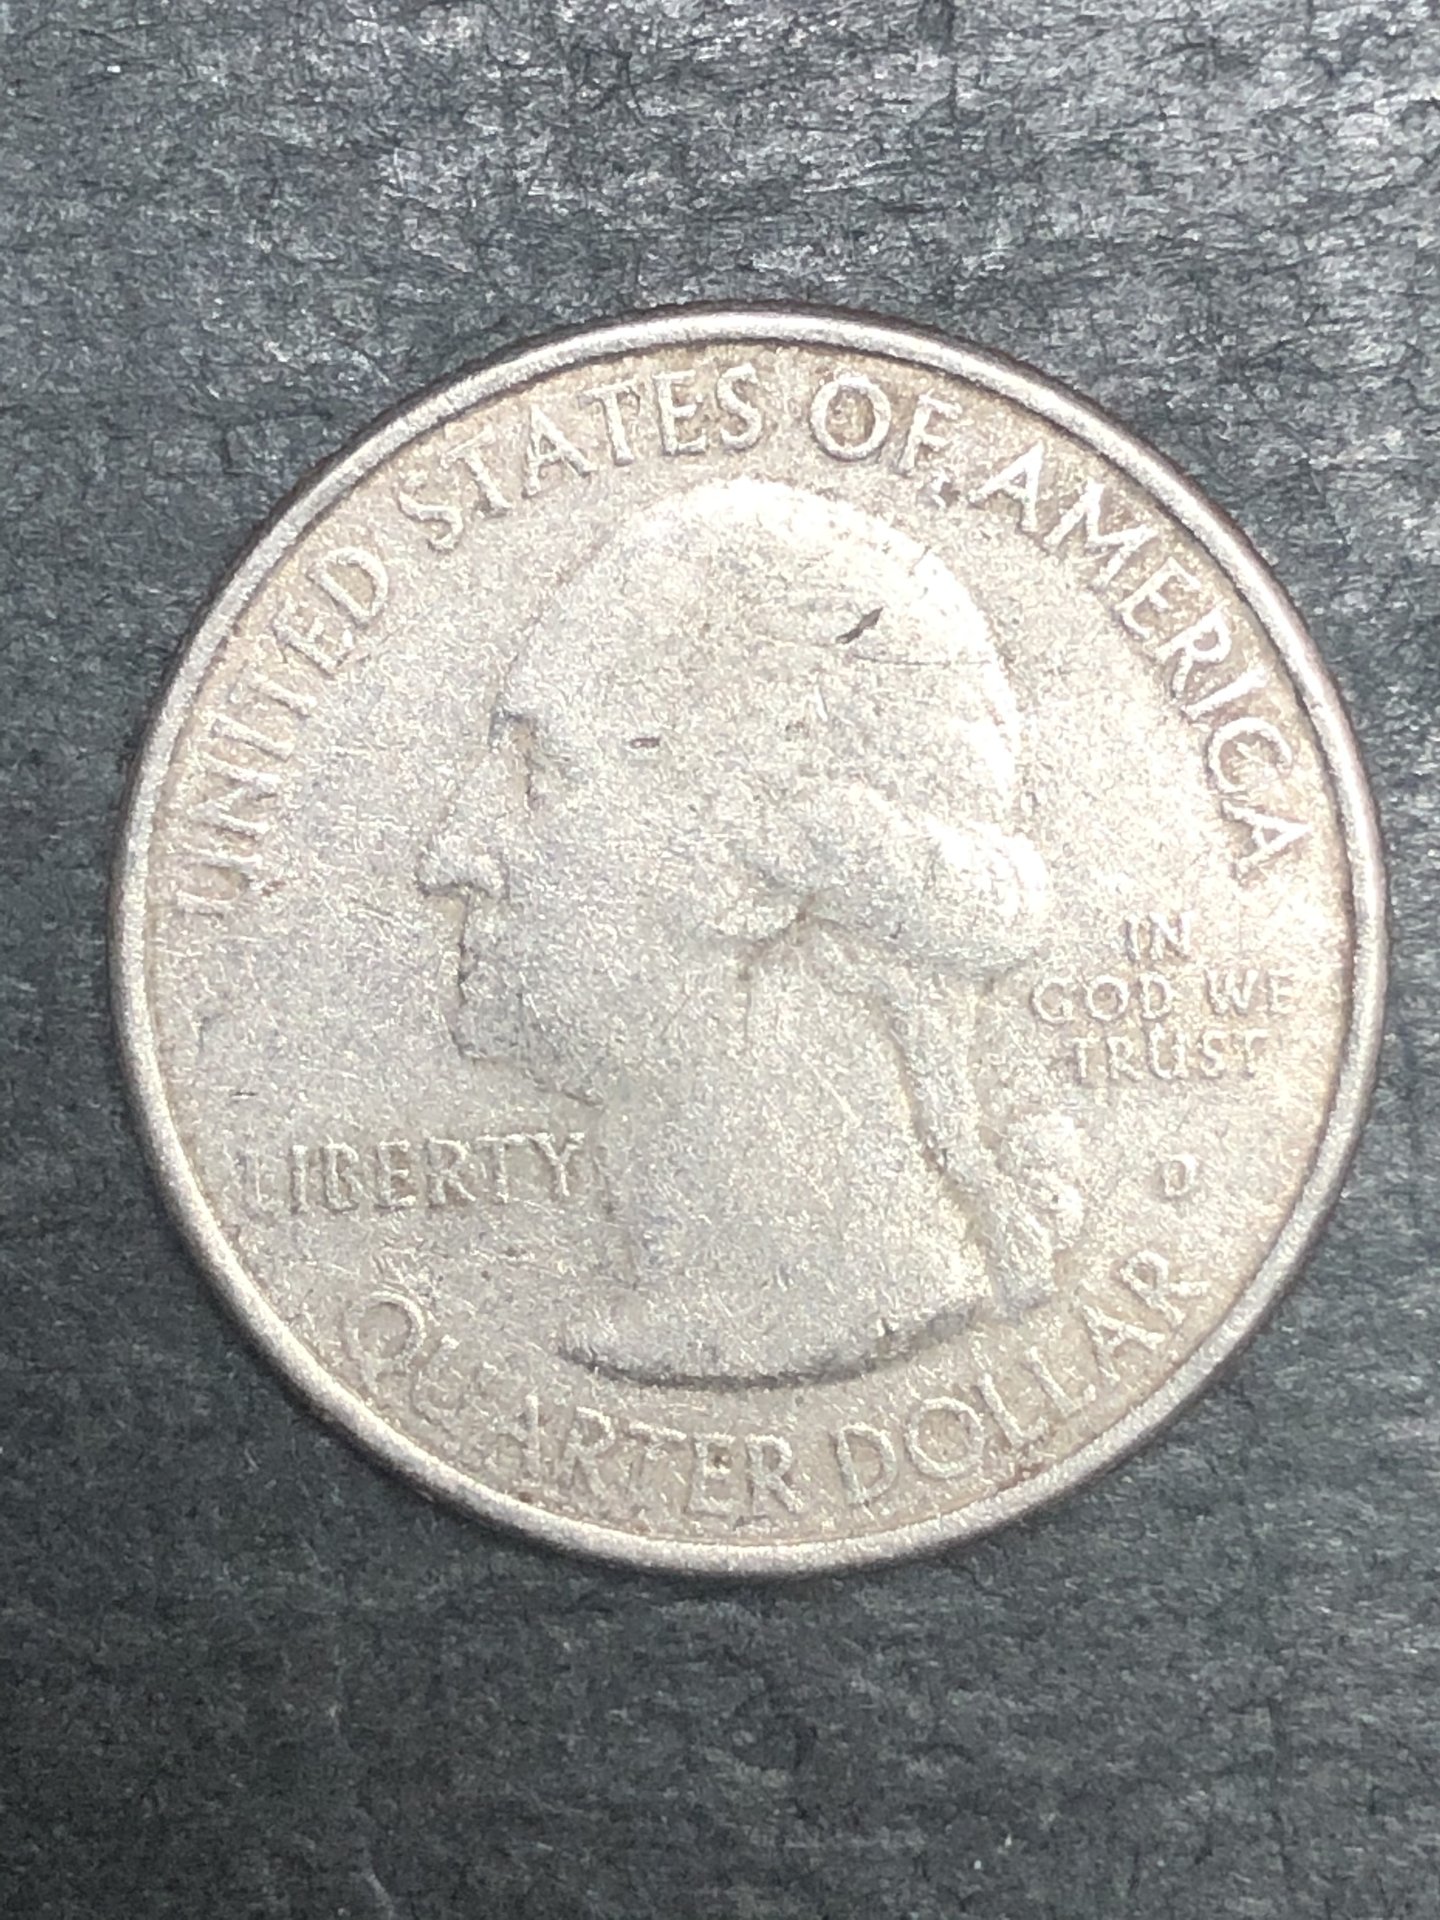 UNITED STATES OF AMERICA
IN
GOD WE
TRUST
LIBERTY
D
QUARTER DOLLAR